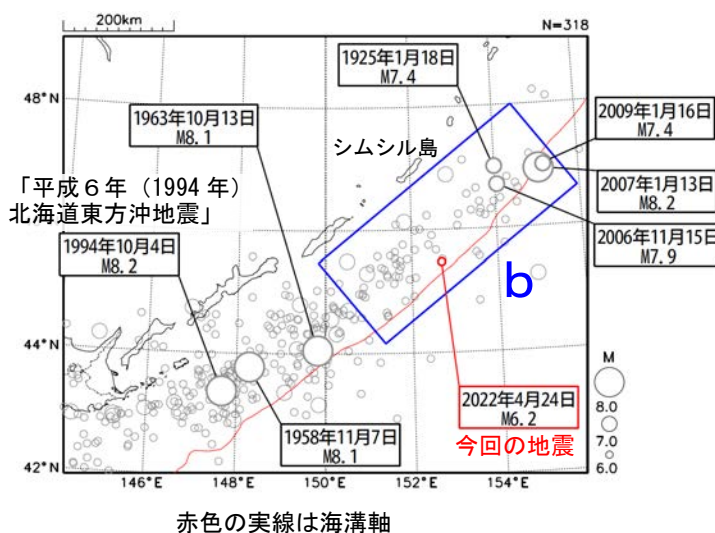 200km
N=318
1925年1月18日
M7.4
48°N
1963年10月13日
M8.1
2009年1月16日
M7.4
シムシル島
「平成6年（1994年）
北海道東方沖地震」
2007年1月13日
M8.2
1994年10月4日
M8.2
2006年11月15日
M7.9
b
44°N
M
8.0
7.0
6.0
2022年4月24日
M6.2
今回の地震
1958年11月7日
M8.1
42°N
146°E
148°E
150°E
152°E
154°E
赤色の実線は海溝軸